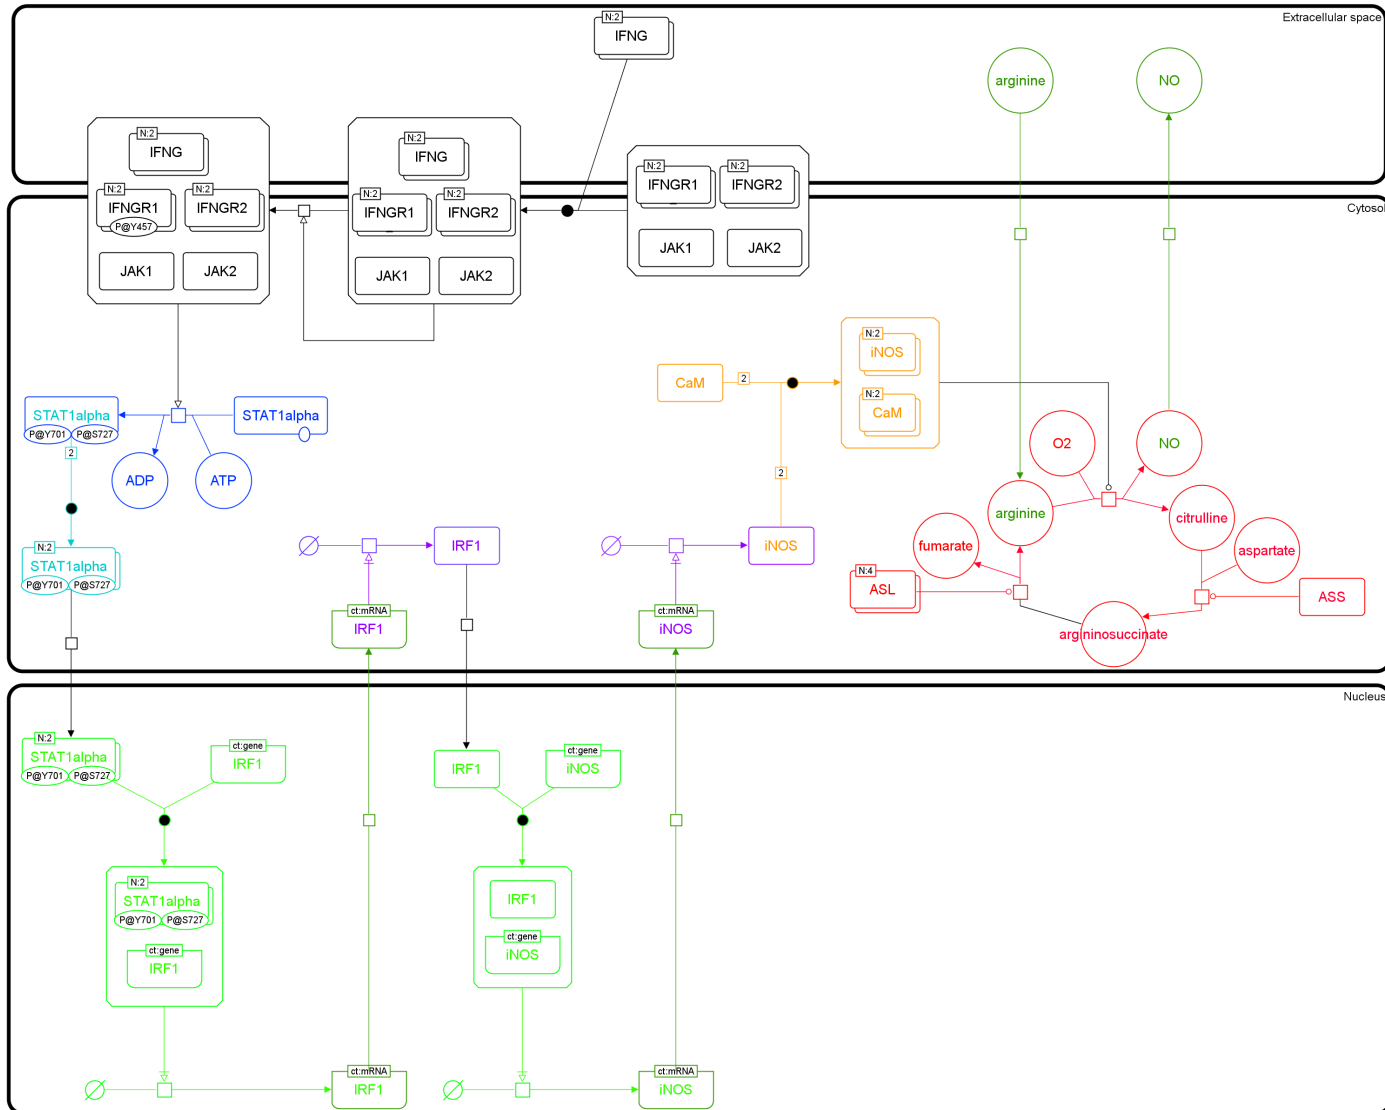 Extracellular space
N:2
IFNG
arginine
NO
N:2
IFNG
N:2
IFNGR1
P@Y457
N:2
IFNGR2
JAK1
JAK2
N:2
IFNG
N:2
IFNGR1
N:2
IFNGR2
JAK1
JAK2
N:2
IFNGR1
N:2
IFNGR2
JAK1
JAK2
Cytosol
STAT1alpha
P@Y701
P@S727
STAT1alpha
ADP
ATP
2
N:2
STAT1alpha
P@Y701
P@S727
CaM
2
2
N:2
iNOS
N:2
CaM
iNOS
IRF1
ct:mRNA
IRF1
ct:mRNA
iNOS
O2
NO
arginine
citrulline
fumarate
aspartate
N:4
ASL
ASS
argininosuccinate
Nucleus
N:2
STAT1alpha
P@Y701
P@S727
ct:gene
IRF1
IRF1
ct:gene
iNOS
N:2
STAT1alpha
P@Y701
P@S727
ct:gene
IRF1
IRF1
ct:gene
iNOS
ct:mRNA
IRF1
ct:mRNA
iNOS